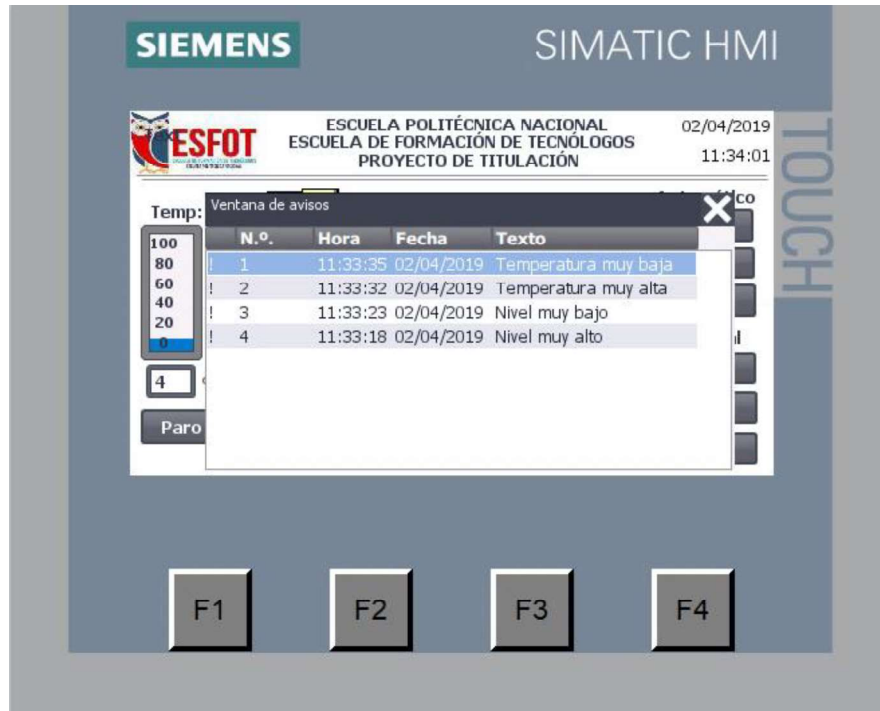 SIEMENS
SIMATIC HMI
TOUCH
ESFOT
ESCUELA POLITÉCNICA NACIONAL
ESCUELA DE FORMACIÓN DE TECNÓLOGOS
PROYECTO DE TITULACIÓN
02/04/2019
11:34:01
Temp:
Ventana de avisos
N.º. Hora Fecha Texto
! 1 11:33:35 02/04/2019 Temperatura muy baja
! 2 11:33:32 02/04/2019 Temperatura muy alta
! 3 11:33:23 02/04/2019 Nivel muy bajo
! 4 11:33:18 02/04/2019 Nivel muy alto
100
80
60
40
20
0
4
Paro
F1 F2 F3 F4